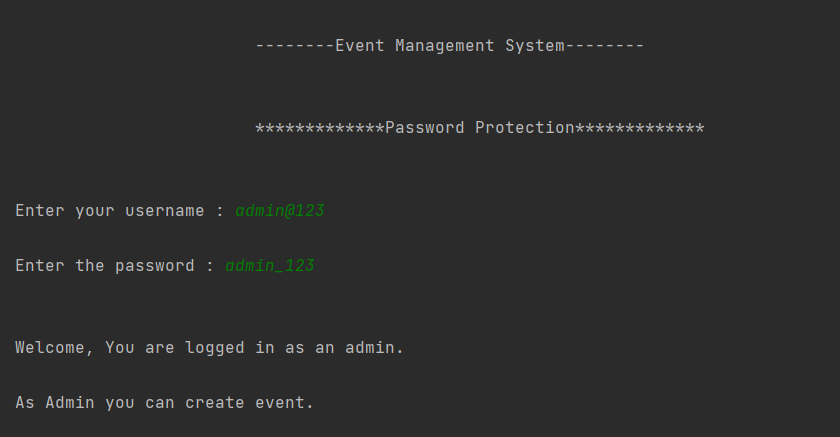 --------Event Management System--------
*************Password Protection*************
Enter your username : admin@123
Enter the password : admin_123
Welcome, You are logged in as an admin.
As Admin you can create event.